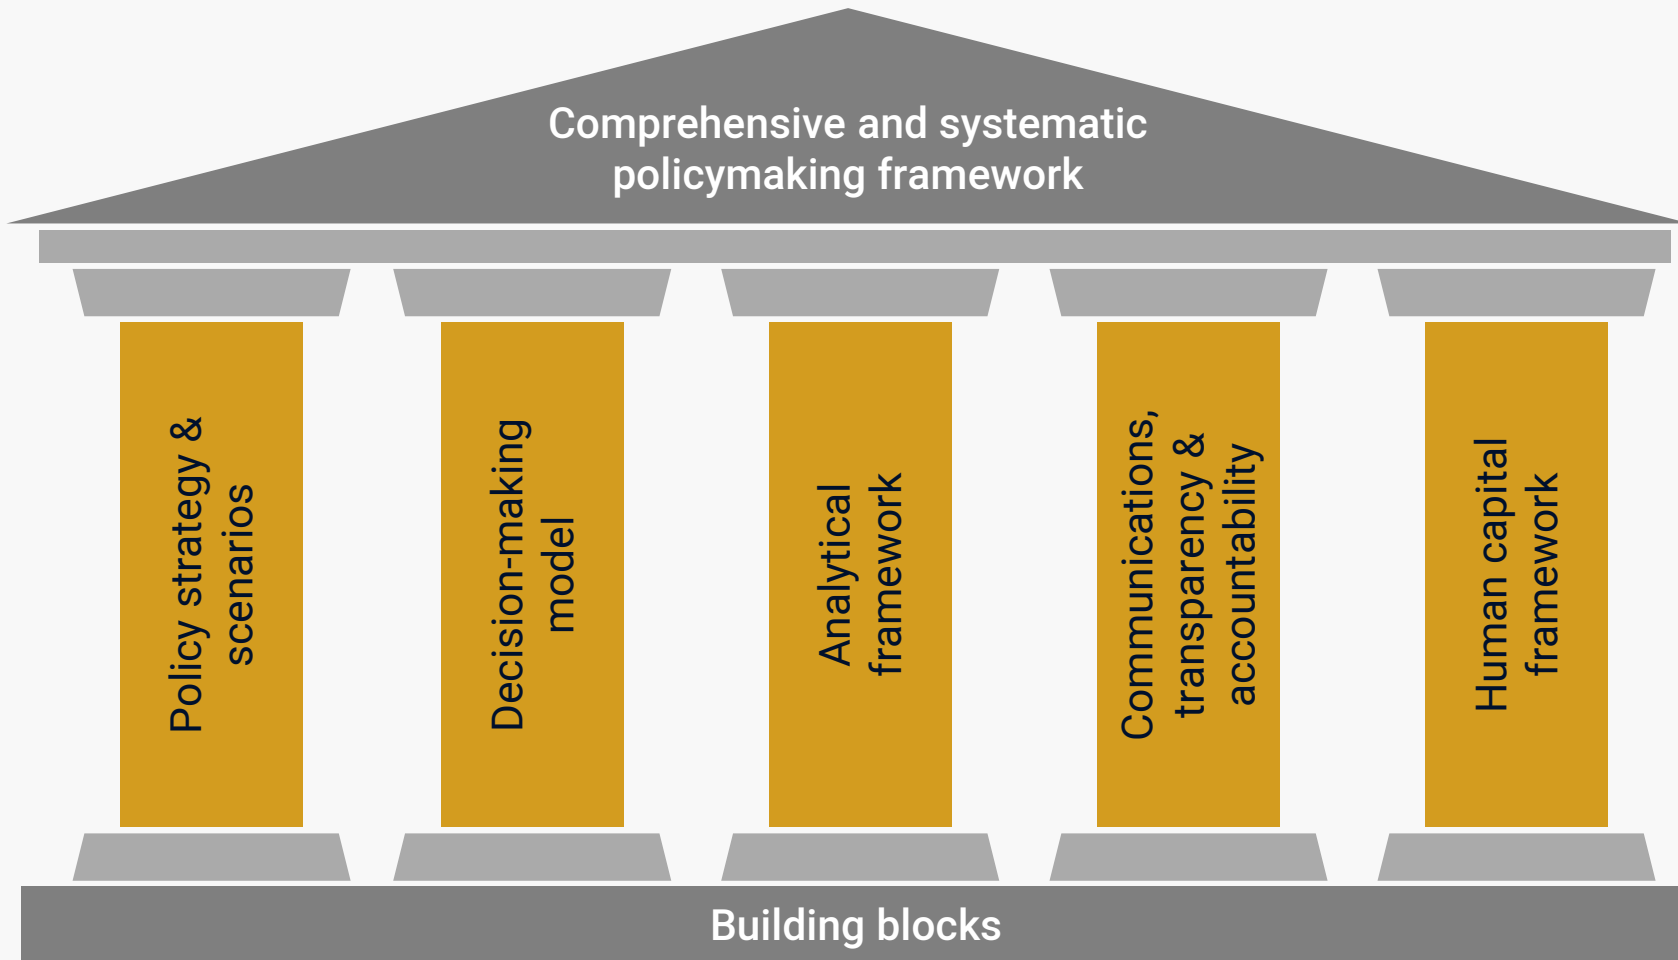 Comprehensive and systematic
policymaking framework
Policy strategy &
scenarios
Decision-making
model
Analytical
framework
Communications,
transparency &
accountability
Human capital
framework
Building blocks